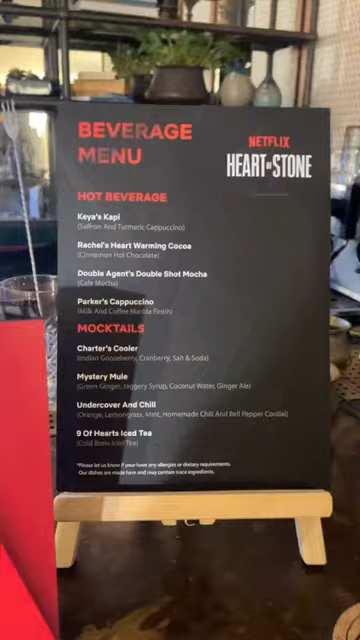 BEVERAGE
MENU
NETFLIX
HEART OF STONE
HOT BEVERAGE
Keya's Kapi
(Saffron And Turmeric Cappuccino)
Rachel's Heart Warming Cocoa
(Cinnamon Hot Chocolate)
Double Agent's Double Shot Mocha
(Cafe Mocha)
Parker's Cappuccino
(Milk And Coffee Marble Finish)
MOCKTAILS
Charter's Cooler
(Indian Gooseberry, Cranberry, Salt & Soda)
Mystery Mule
(Green Ginger, Jaggery Syrup, Coconut Water, Ginger Ale)
Undercover And Chill
(Orange, Lemongrass, Mint, Homemade Chill And Bell Pepper Cordial)
9 Of Hearts Iced Tea
(Cold Brew Iced Tea)
*Please let us know if your have any allergies or dietary requirements.
Our dishes are made here and may contain trace ingredients.